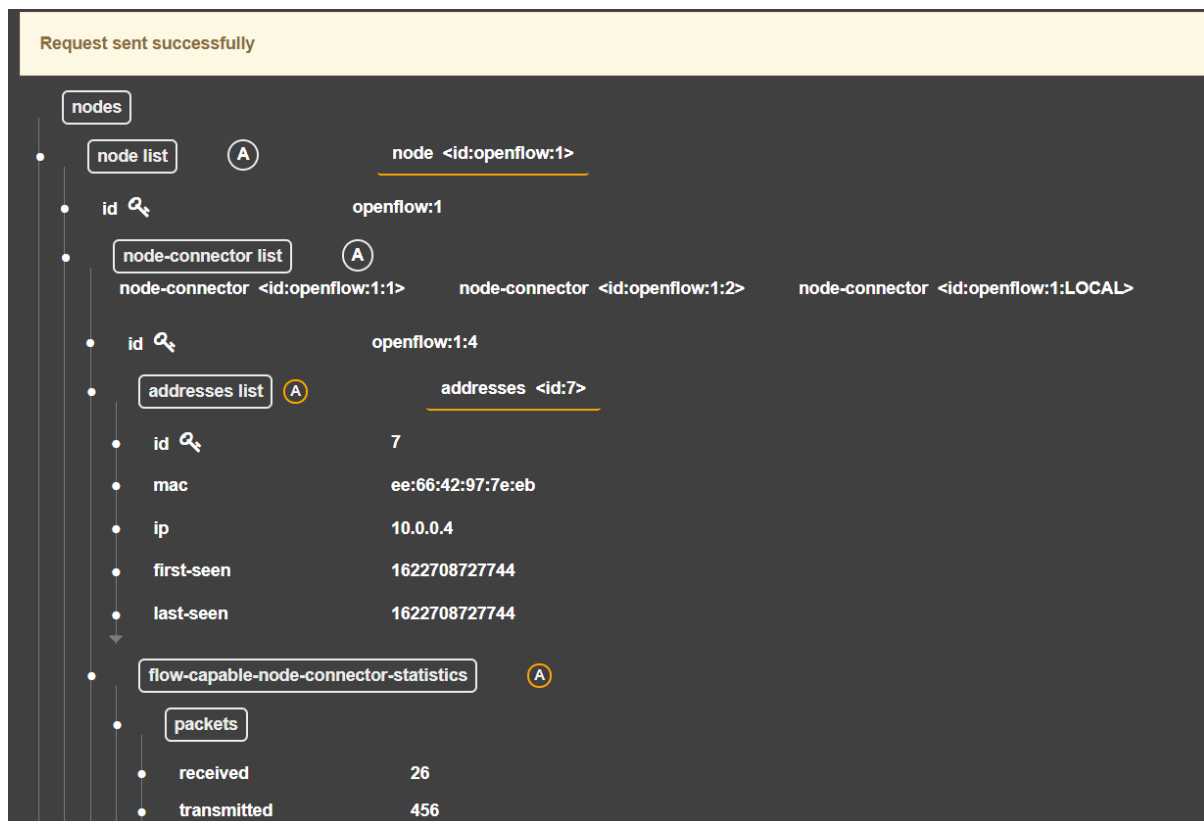 Request sent successfully
nodes
node list A node <id:openflow:1>
id openflow:1
node-connector list A
node-connector <id:openflow:1:1> node-connector <id:openflow:1:2> node-connector <id:openflow:1:LOCAL>
id openflow:1:4
addresses list A addresses <id:7>
id 7
mac ee:66:42:97:7e:eb
ip 10.0.0.4
first-seen 1622708727744
last-seen 1622708727744
flow-capable-node-connector-statistics A
packets
received 26
transmitted 456